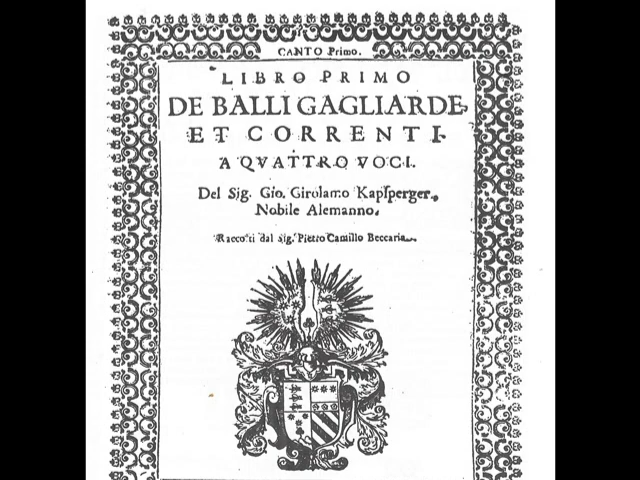 CANTO Primo.
LIBRO PRIMO
DE BALLI GAGLIARDE,
ET CORRENTI.
A QVATTRO VOCI.
Del Sig. Gio. Girolamo Kapſperger,
Nobile Alemanno.
Raccolti dal Sig. Pietro Camillo Beccaria.